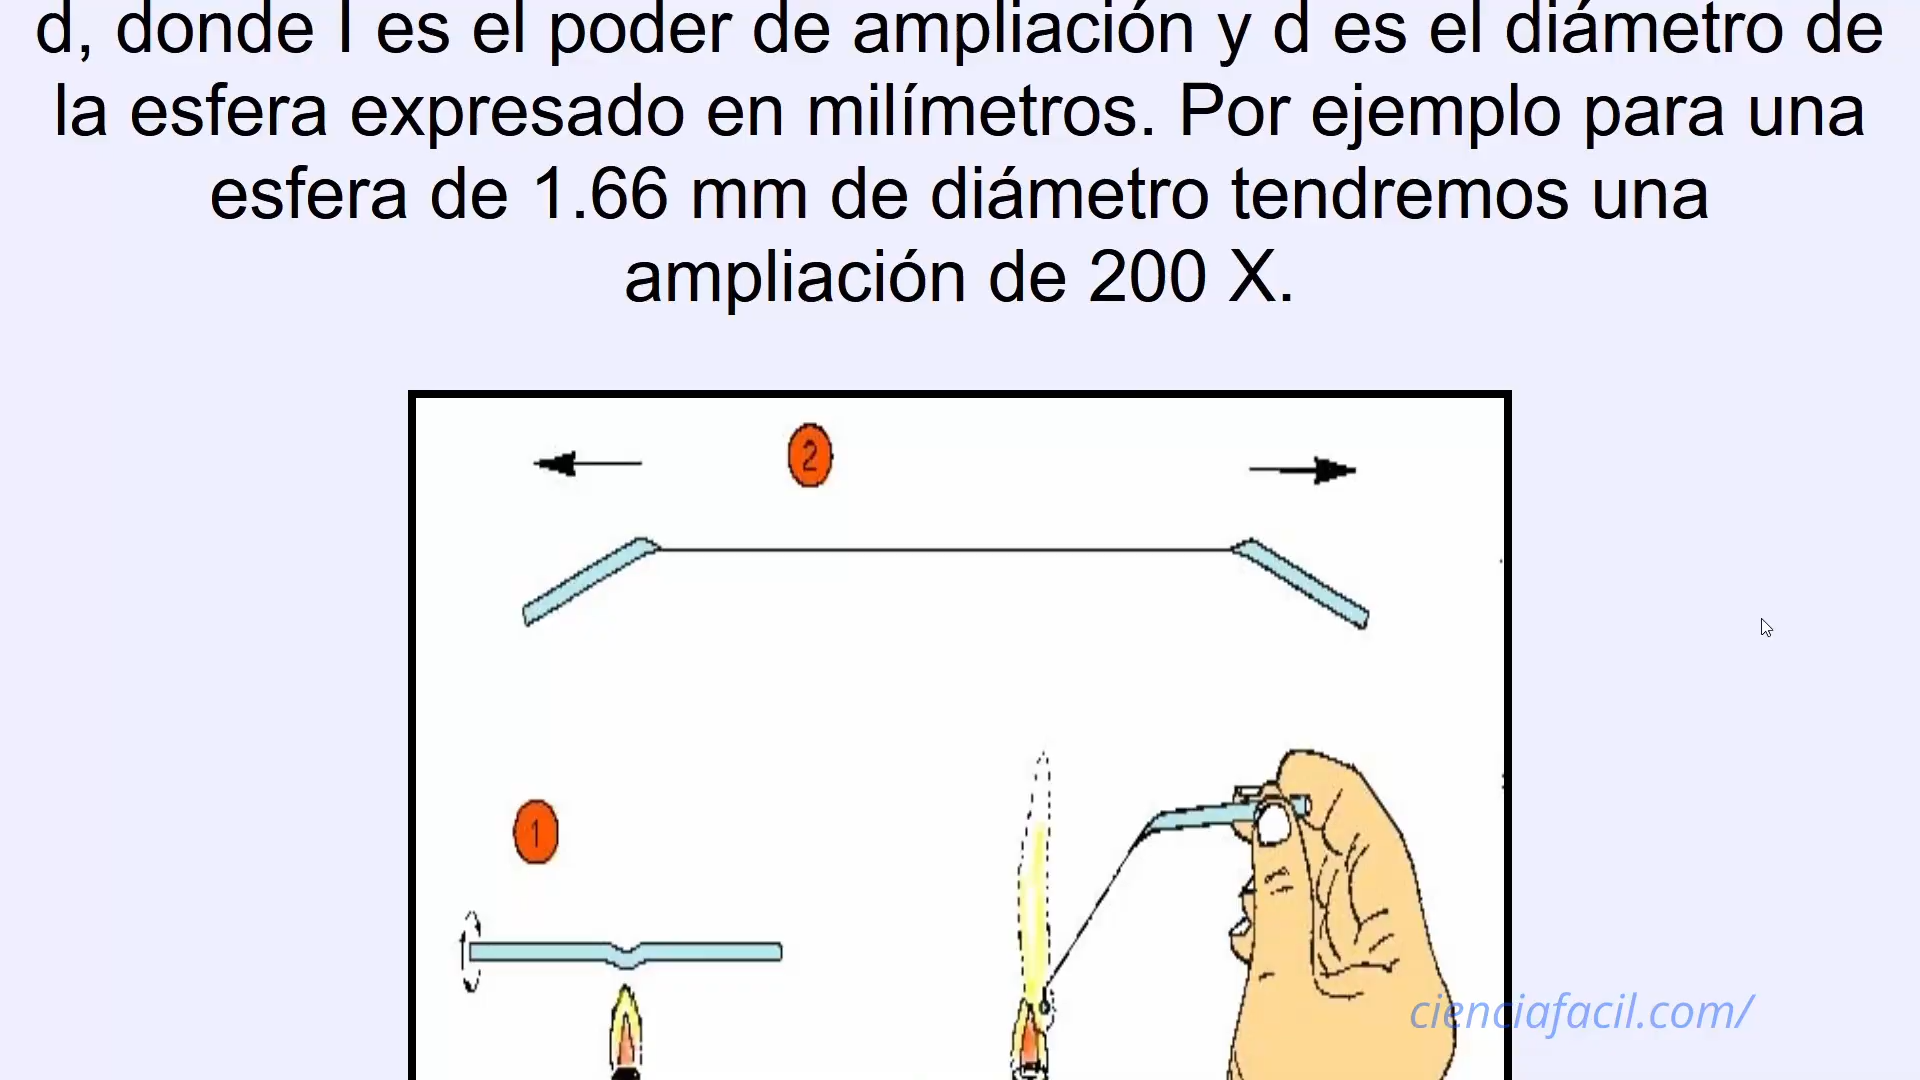 d, donde I es el poder de ampliación y d es el diámetro de
la esfera expresado en milímetros. Por ejemplo para una
esfera de 1.66 mm de diámetro tendremos una
ampliación de 200 X.
2
1
cienciafacil.com/